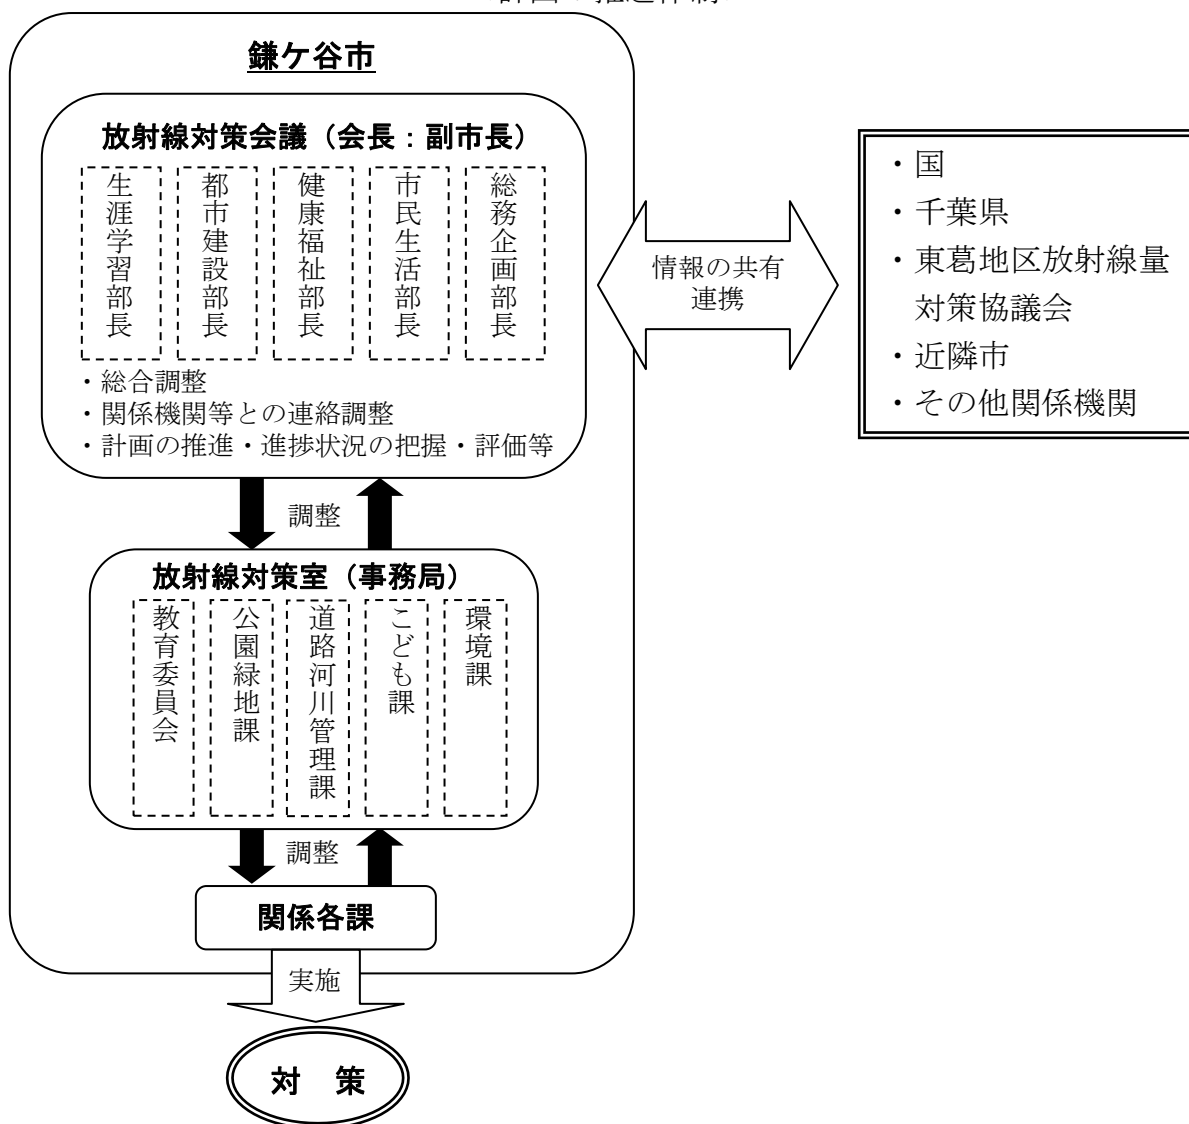 鎌ケ谷市
放射線対策会議（会長：副市長）
総務企画部長
市民生活部長
健康福祉部長
都市建設部長
生涯学習部長
・総合調整
・関係機関等との連絡調整
・計画の推進・進捗状況の把握・評価等
調整
放射線対策室（事務局）
環境課
こども課
道路河川管理課
公園緑地課
教育委員会
調整
関係各課
実施
対　策
情報の共有
連携
・国
・千葉県
・東葛地区放射線量
対策協議会
・近隣市
・その他関係機関